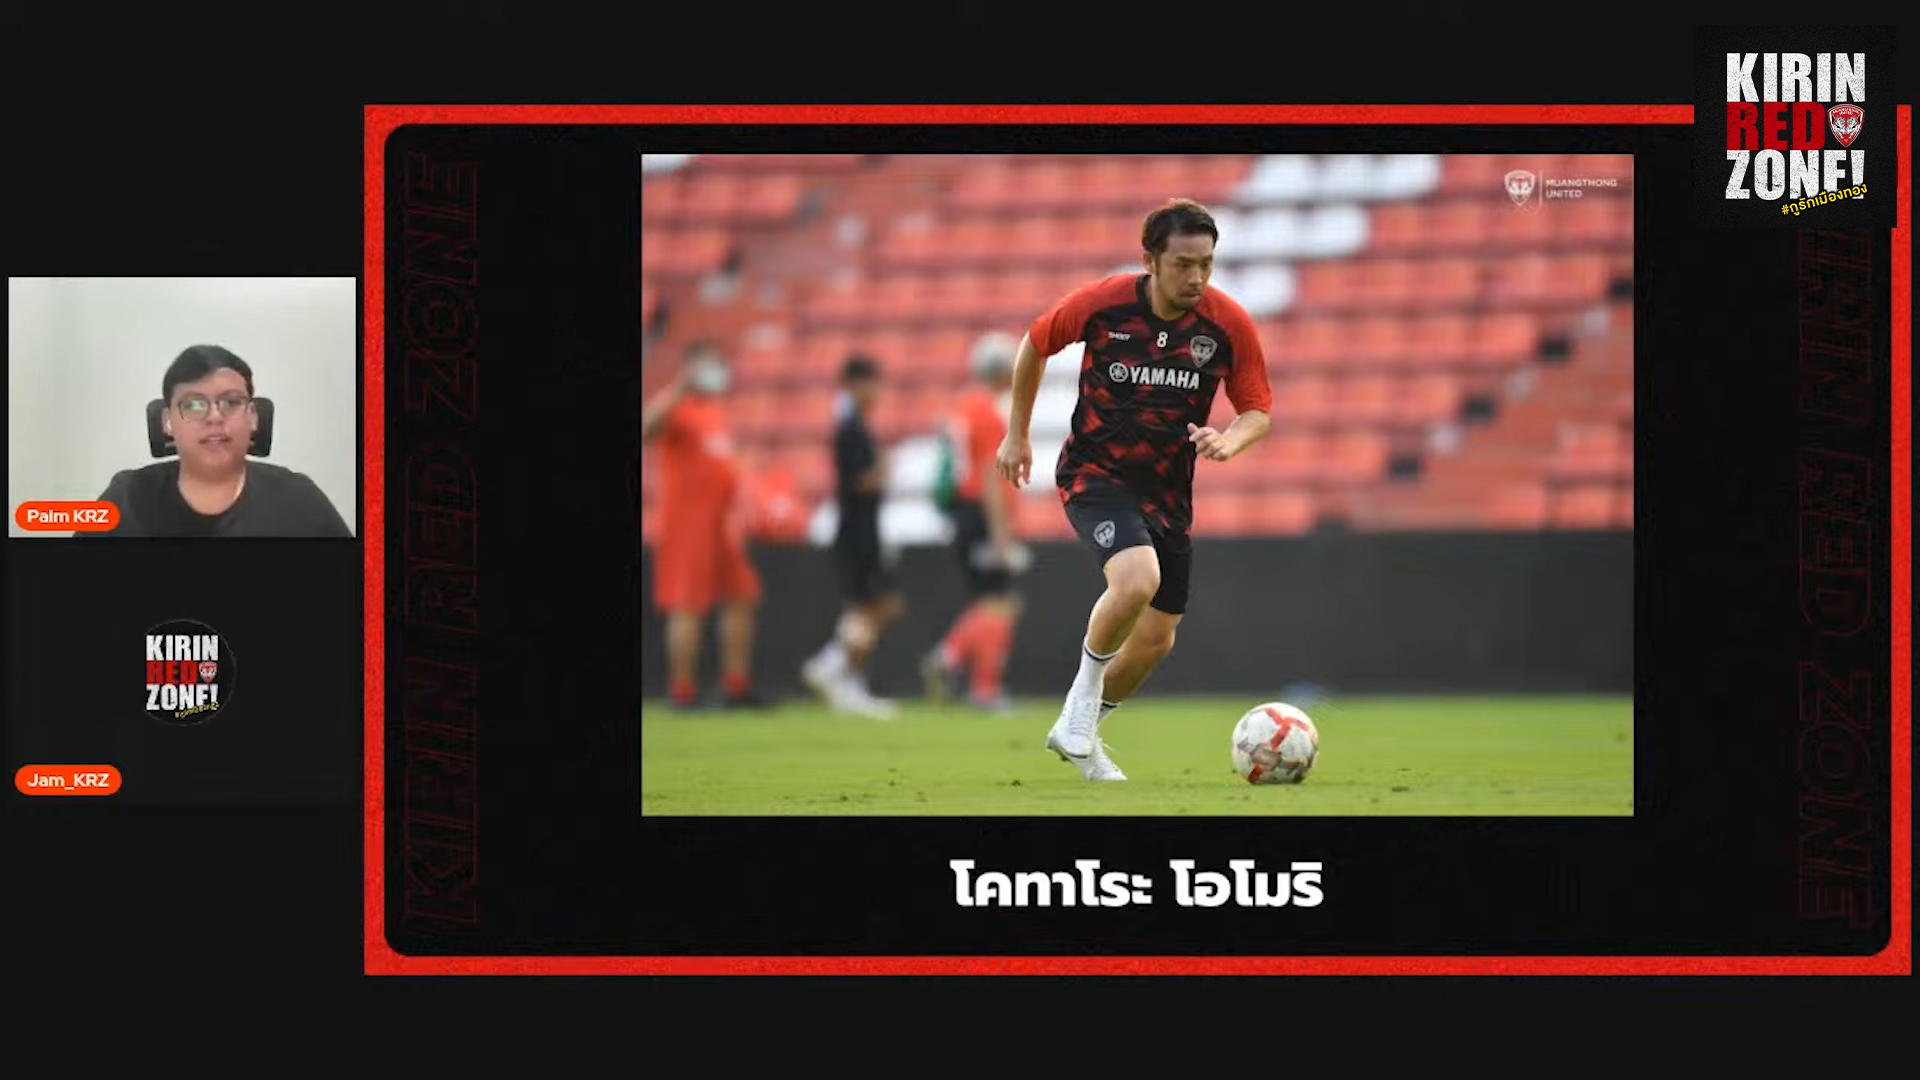 KIRIN
RED
ZONE!
#กูรักเมืองทอง
KIRIN RED ZONE
MUANGTHONG
UNITED
SHOOT
8
YAMAHA
Palm KRZ
KIRIN
RED
ZONE!
Jam_KRZ
โคทาโระ โอโมริ
KIRIN RED ZONE